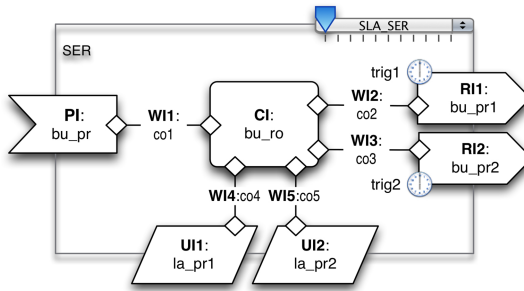 SLA_SER
SER
trig1
PI:
bu_pr
WI1:
co1
CI:
bu_ro
WI2:
co2
RI1:
bu_pr1
WI3:
co3
RI2:
bu_pr2
trig2
WI4:co4
WI5:co5
UI1:
la_pr1
UI2:
la_pr2